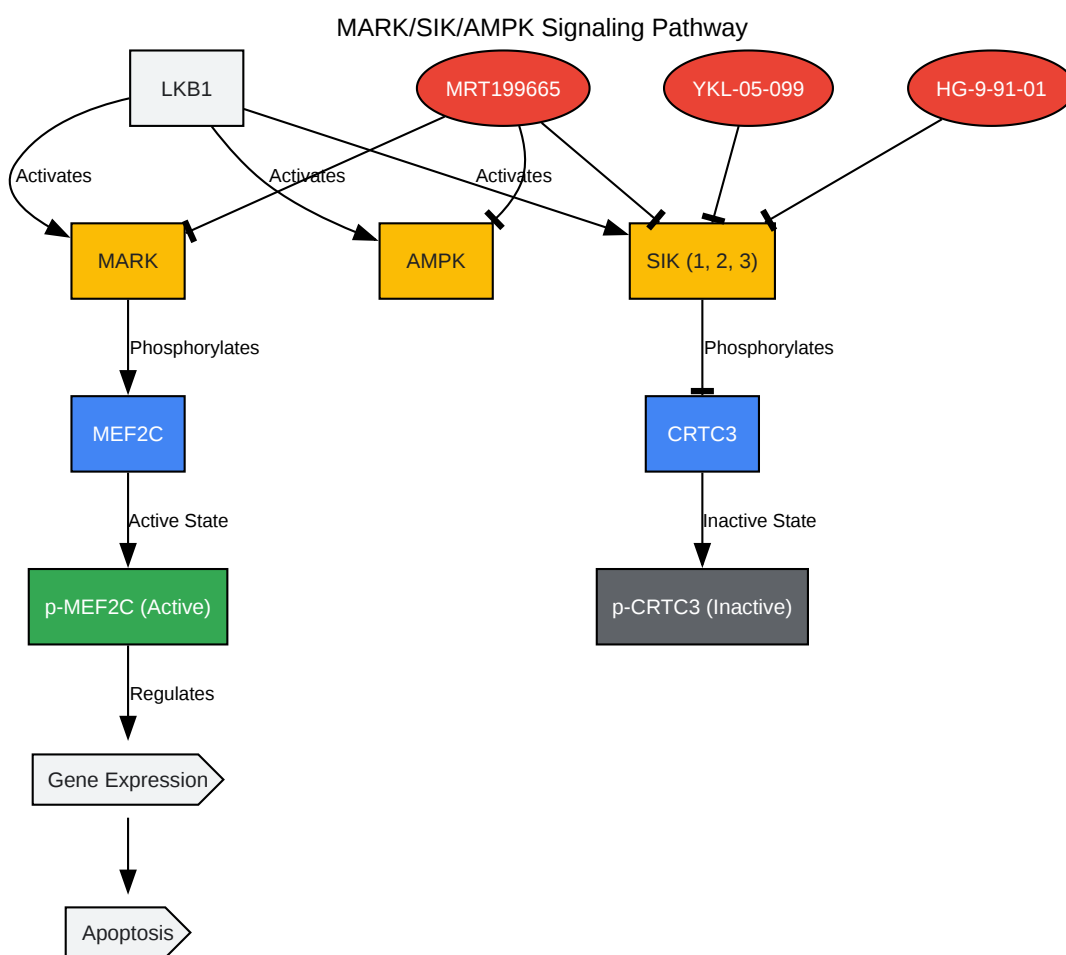 MARK/SIK/AMPK Signaling Pathway
LKB1
MRT199665
YKL-05-099
HG-9-91-01
Activates
Activates
Activates
MARK
AMPK
SIK (1, 2, 3)
Phosphorylates
Phosphorylates
MEF2C
CRTC3
Active State
Inactive State
p-MEF2C (Active)
p-CRTC3 (Inactive)
Regulates
Gene Expression
Apoptosis